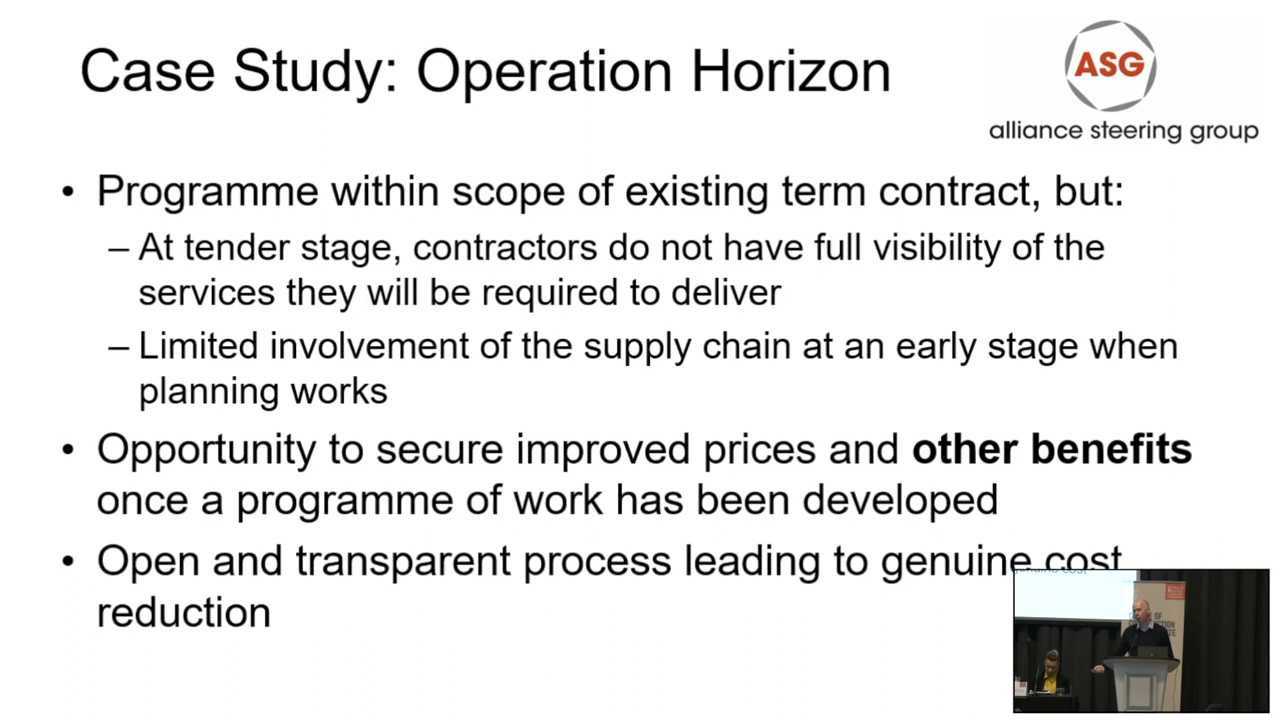 Case Study: Operation Horizon
ASG
alliance steering group
• Programme within scope of existing term contract, but:
– At tender stage, contractors do not have full visibility of the
services they will be required to deliver
– Limited involvement of the supply chain at an early stage when
planning works
• Opportunity to secure improved prices and other benefits
once a programme of work has been developed
• Open and transparent process leading to genuine cost
reduction